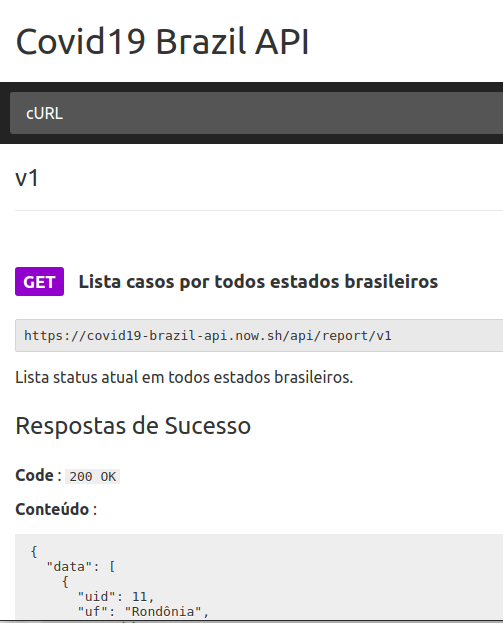 Covid19 Brazil API
cURL
v1
GET Lista casos por todos estados brasileiros
https://covid19-brazil-api.now.sh/api/report/v1
Lista status atual em todos estados brasileiros.
Respostas de Sucesso
Code : 200 OK
Conteúdo :
{
"data": [
{
"uid": 11,
"uf": "Rondônia",